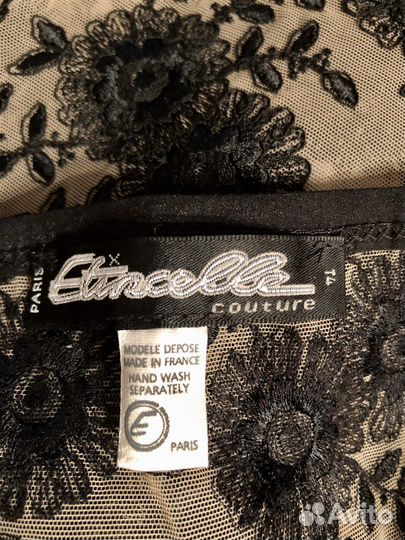 PARIS
Etincelle
couture
T4
MODELE DEPOSE
MADE IN FRANCE
HAND WASH
SEPARATELY
E
PARIS
Avito